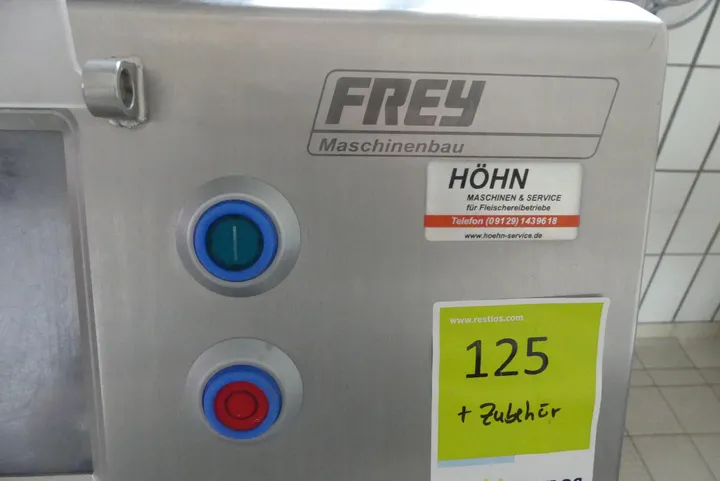 FREY
Maschinenbau
HÖHN
MASCHINEN & SERVICE
für Fleischereibetriebe
Telefon (09129) 1439618
www.hoehn-service.de
www.restlos.com
125
+ Zubehör